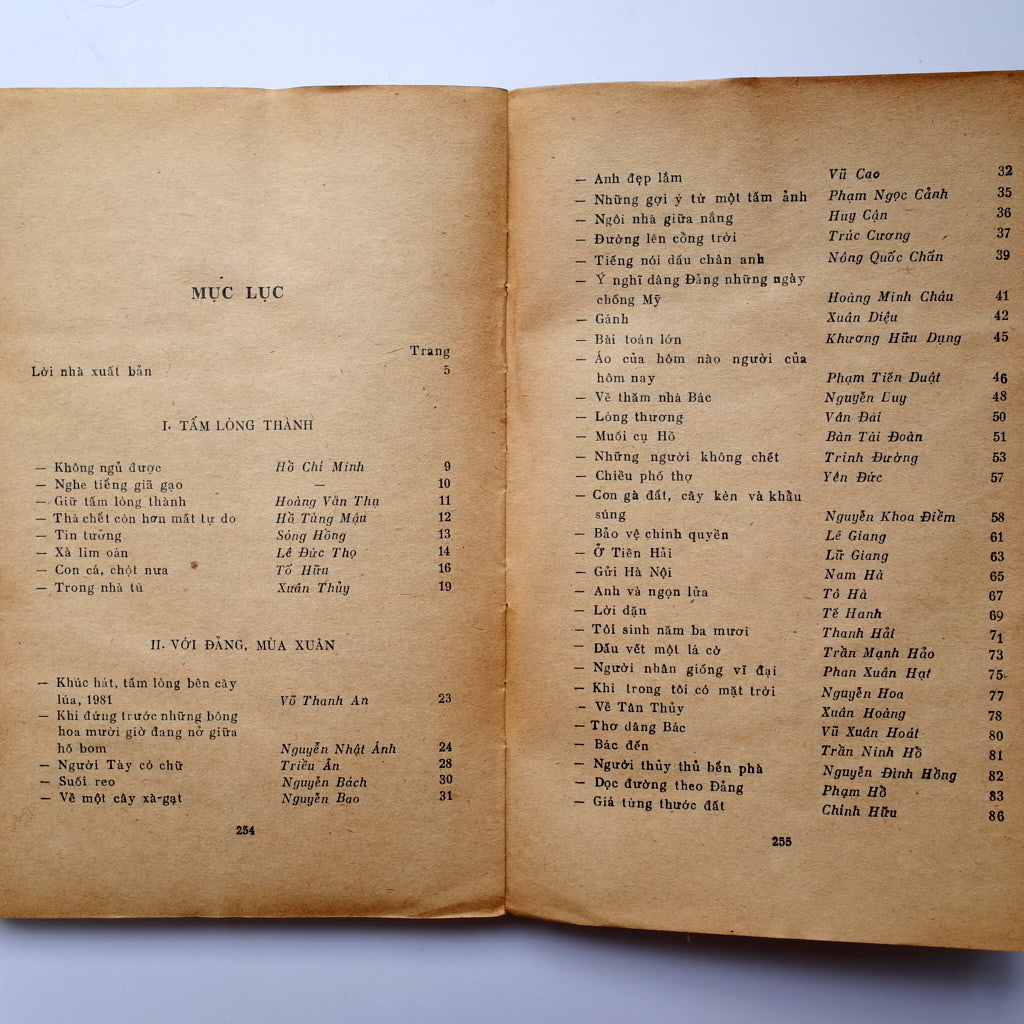 MỤC LỤC
Trang
Lời nhà xuất bản 5
I. TẤM LÒNG THÀNH
— Không ngủ được Hồ Chí Minh 9
— Nghe tiếng giã gạo — 10
— Giữ tấm lòng thành Hoàng Văn Thụ 11
— Thà chết còn hơn mất tự do Hồ Tùng Mậu 12
— Tin tưởng Sóng Hồng 13
— Xà lim oán Lê Đức Thọ 14
— Con cá, chột nưa Tố Hữu 16
— Trong nhà tù Xuân Thủy 19
II. VỚI ĐẢNG, MÙA XUÂN
— Khúc hát, tấm lòng bên cây
lúa, 1981 Võ Thanh An 23
— Khi đứng trước những bông
hoa mười giờ đang nở giữa
hố bom Nguyễn Nhật Ánh 24
— Người Tày có chữ Triều Ân 28
— Suối reo Nguyễn Bách 30
— Về một cây xà-gạt Nguyễn Bao 31
254
— Anh đẹp lắm Vũ Cao 32
— Những gợi ý từ một tấm ảnh Phạm Ngọc Cảnh 35
— Ngôi nhà giữa nắng Huy Cận 36
— Đường lên cổng trời Trúc Cương 37
— Tiếng nói dấu chân anh Nông Quốc Chấn 39
— Ý nghĩ dâng Đảng những ngày
chống Mỹ Hoàng Minh Châu 41
— Gánh Xuân Diệu 42
— Bài toán lớn Khương Hữu Dụng 45
— Áo của hôm nào người của
hôm nay Phạm Tiến Duật 46
— Về thăm nhà Bác Nguyễn Duy 48
— Lòng thương Vân Đài 50
— Muối cụ Hồ Bàn Tài Đoàn 51
— Những người không chết Trinh Đường 53
— Chiều phố thợ Yên Đức 57
— Con gà đất, cây kèn và khẩu
súng Nguyễn Khoa Điềm 58
— Bảo vệ chính quyền Lê Giang 61
— Ở Tiền Hải Lữ Giang 63
— Gửi Hà Nội Nam Hà 65
— Anh và ngọn lửa Tô Hà 67
— Lời dặn Tế Hanh 69
— Tôi sinh năm ba mươi Thanh Hải 71
— Dấu vết một lá cờ Trần Mạnh Hảo 73
— Người nhân giống vĩ đại Phan Xuân Hạt 75
— Khi trong tôi có mặt trời Nguyễn Hoa 77
— Về Tân Thủy Xuân Hoàng 78
— Thơ dâng Bác Vũ Xuân Hoát 80
— Bác đến Trần Ninh Hồ 81
— Người thủy thủ bến phà Nguyễn Đình Hồng 82
— Dọc đường theo Đảng Phạm Hổ 83
— Giá từng thước đất Chính Hữu 86
255